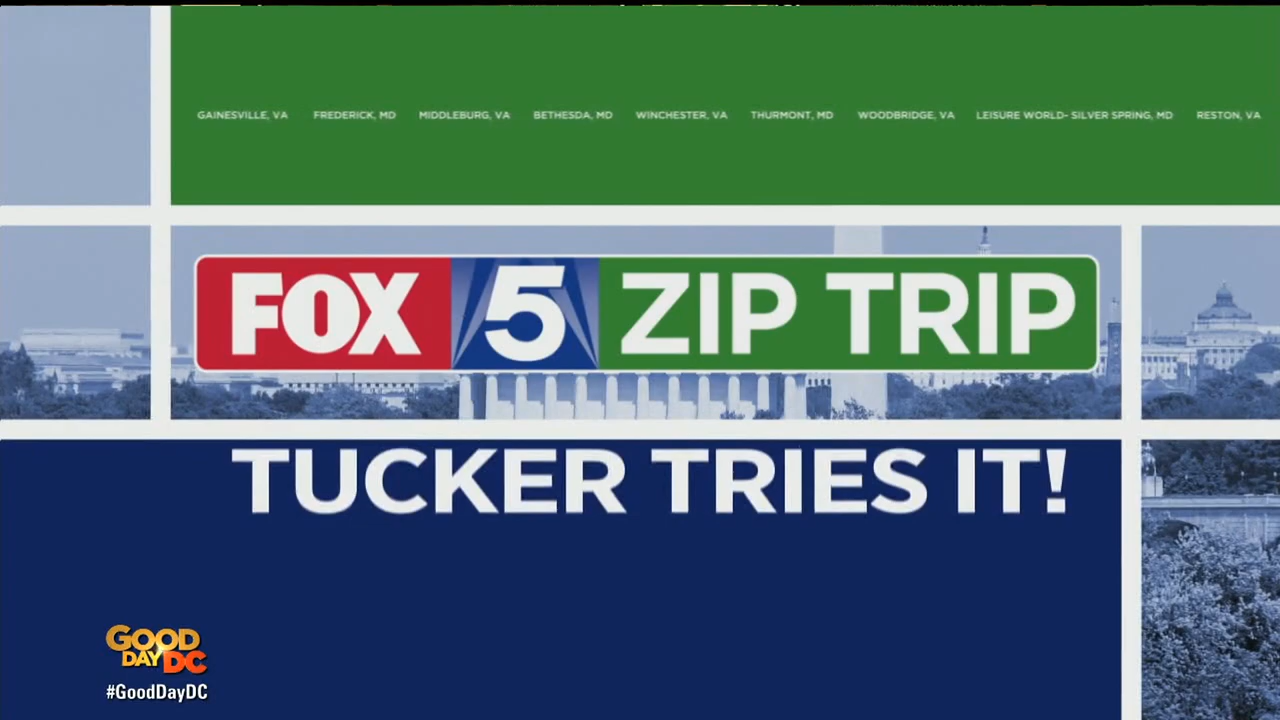 GAINESVILLE, VA FREDERICK, MD MIDDLEBURG, VA BETHESDA, MD WINCHESTER, VA THURMONT, MD WOODBRIDGE, VA LEISURE WORLD- SILVER SPRING, MD RESTON, VA
FOX 5 ZIP TRIP
TUCKER TRIES IT!
GOOD
DAY DC
#GoodDayDC